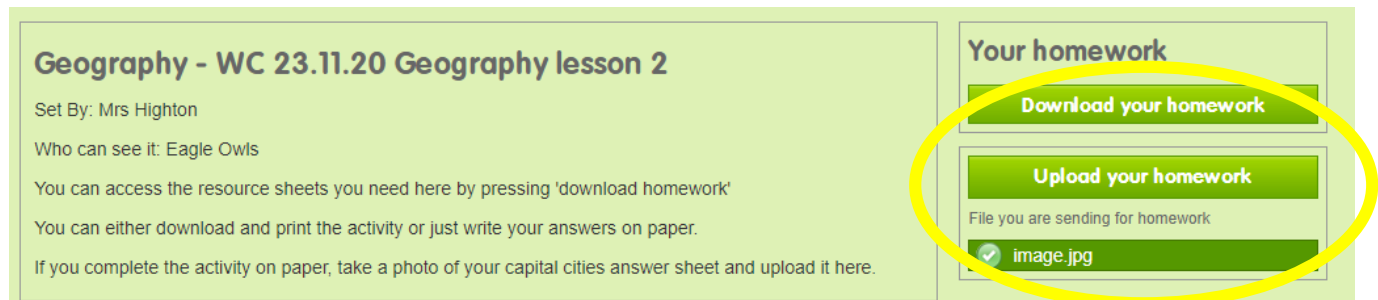 Geography - WC 23.11.20 Geography lesson 2
Set By: Mrs Highton
Who can see it: Eagle Owls
You can access the resource sheets you need here by pressing 'download homework'
You can either download and print the activity or just write your answers on paper.
If you complete the activity on paper, take a photo of your capital cities answer sheet and upload it here.
Your homework
Download your homework
Upload your homework
File you are sending for homework
image.jpg